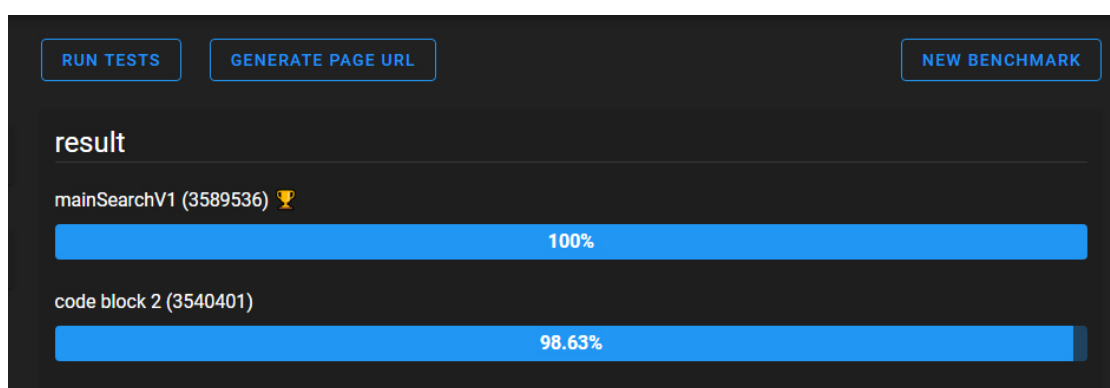 RUN TESTS
GENERATE PAGE URL
NEW BENCHMARK
result
mainSearchV1 (3589536) 🏆
100%
code block 2 (3540401)
98.63%